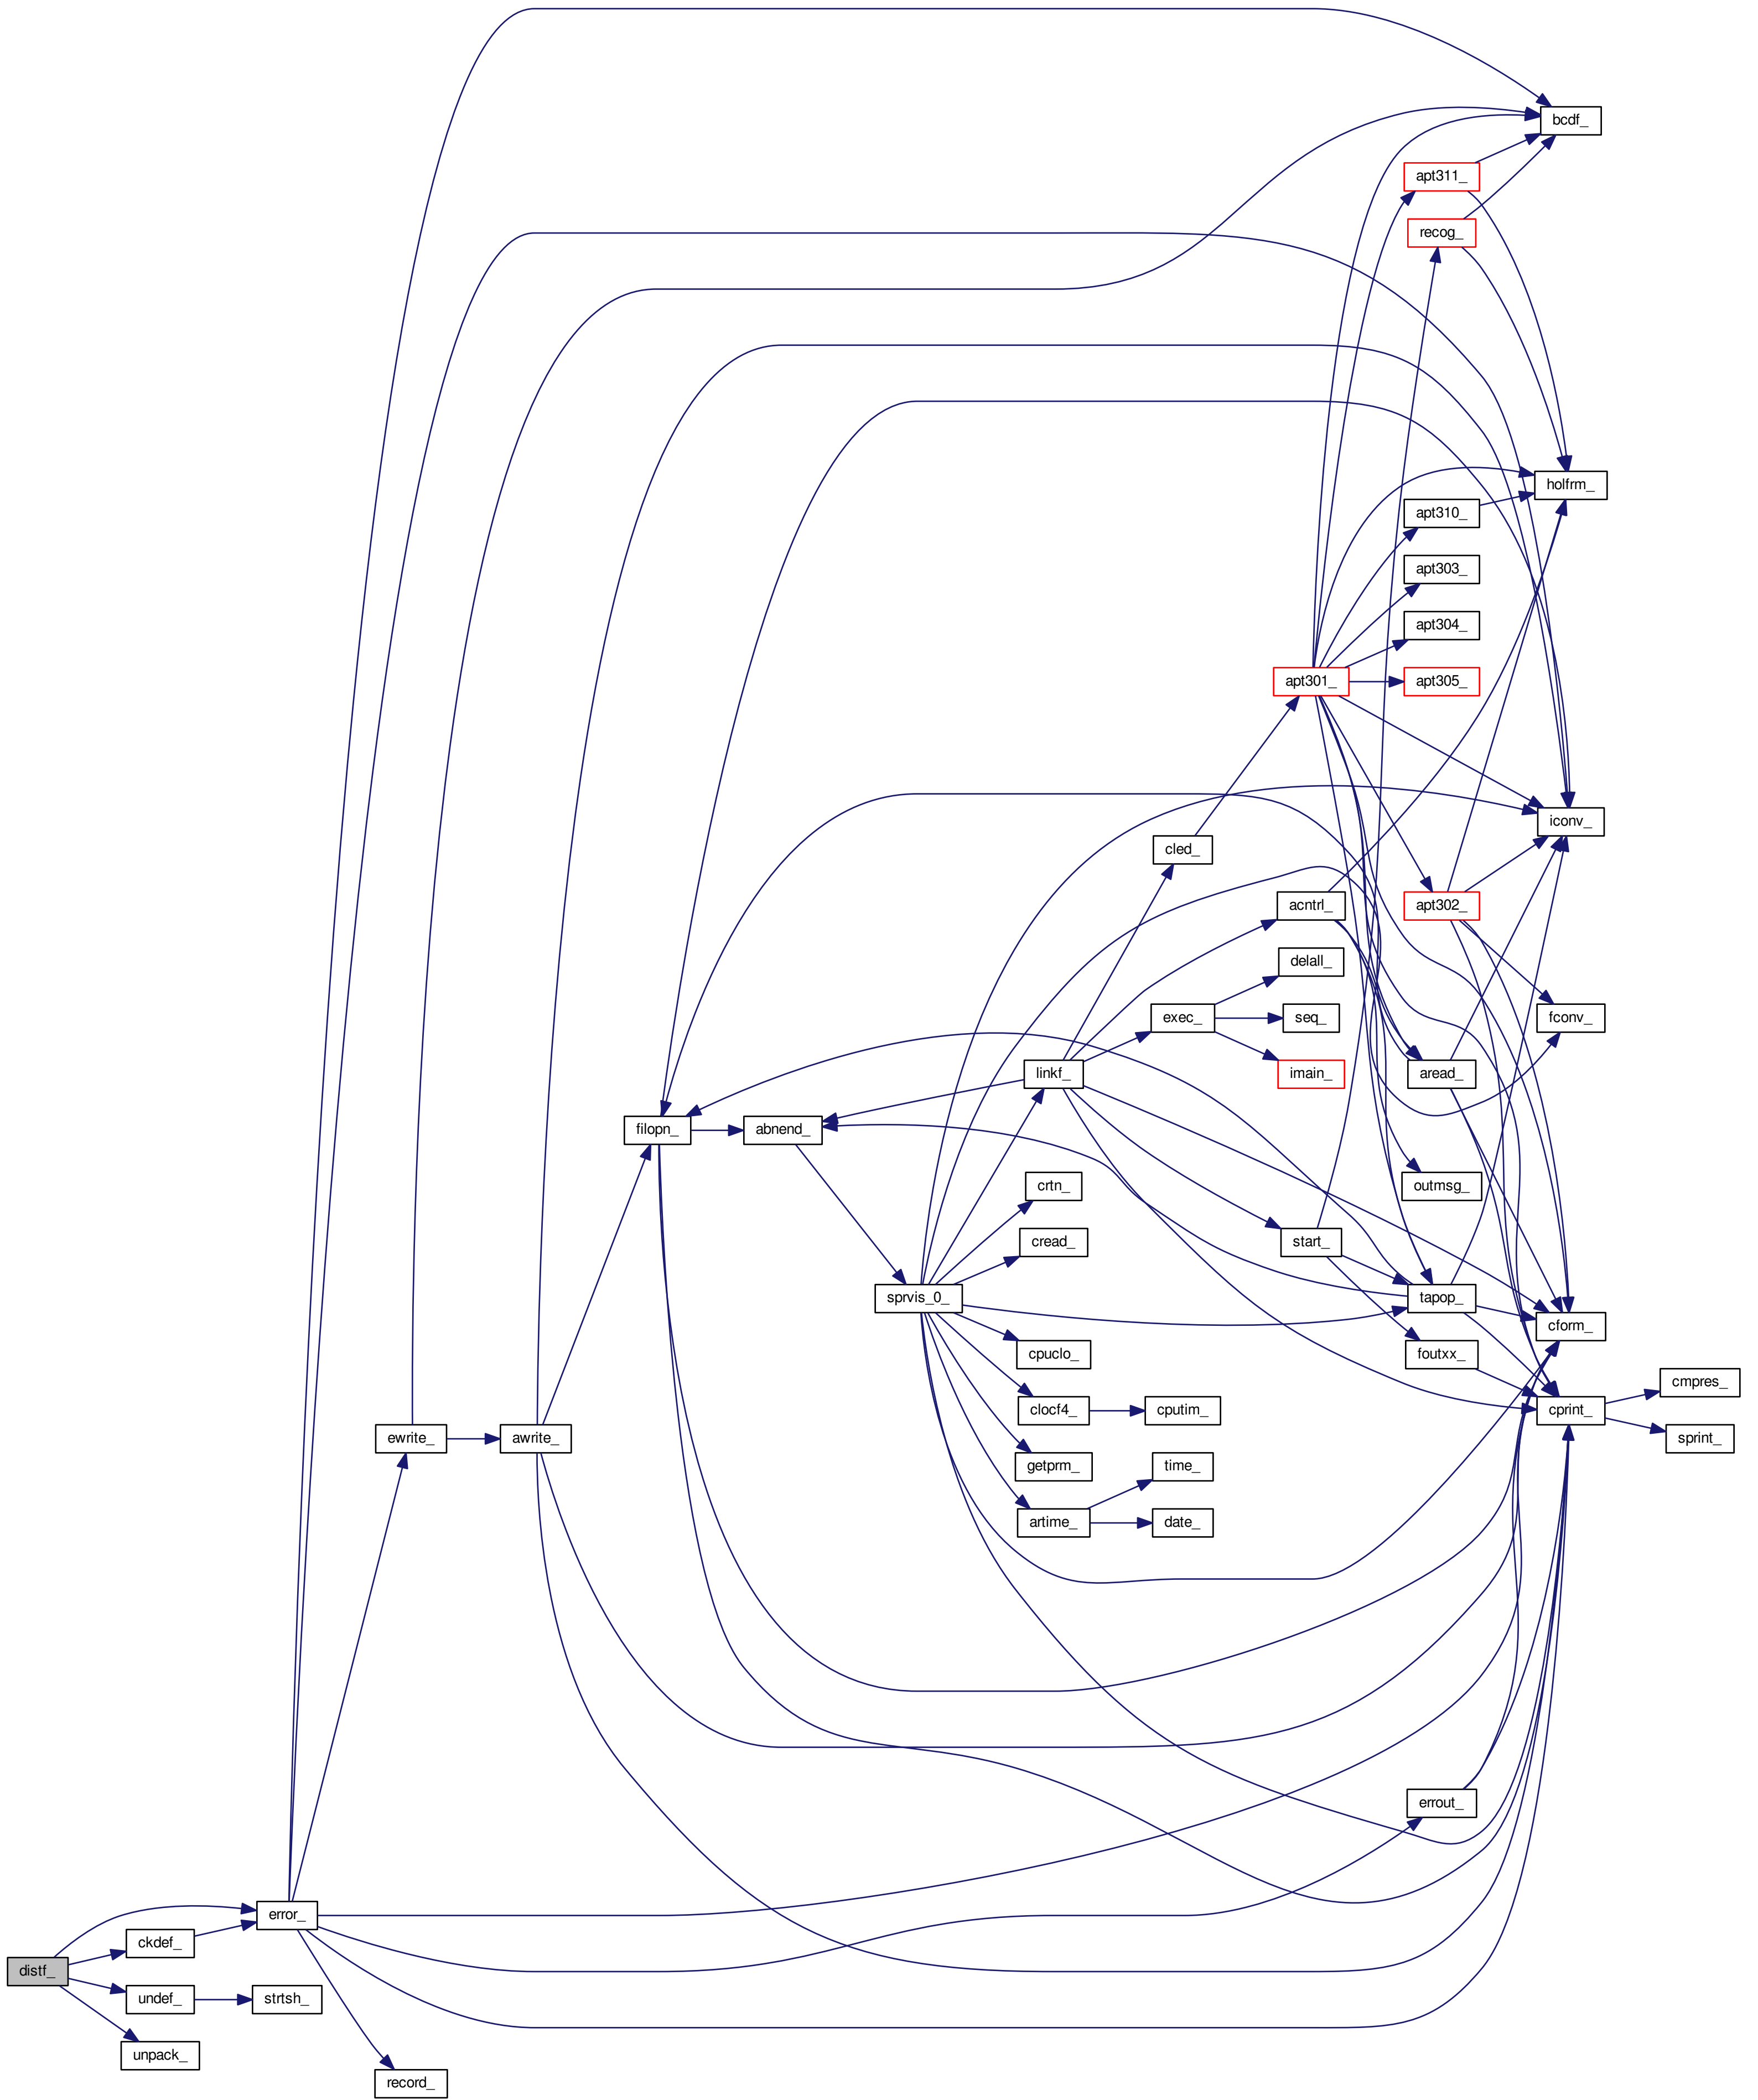 bcdf_
apt311_
recog_
holfrm_
apt310_
apt303_
apt304_
apt301_
apt305_
iconv_
cled_
acntrl_
apt302_
delall_
exec_
seq_
fconv_
linkf_
imain_
aread_
filopn_
abnend_
crtn_
outmsg_
cread_
start_
sprvis_0_
tapop_
cform_
cpuclo_
foutxx_
cmpres_
clocf4_
cputim_
cprint_
ewrite_
awrite_
sprint_
getprm_
time_
artime_
date_
errout_
error_
ckdef_
distf_
undef_
strtsh_
unpack_
record_